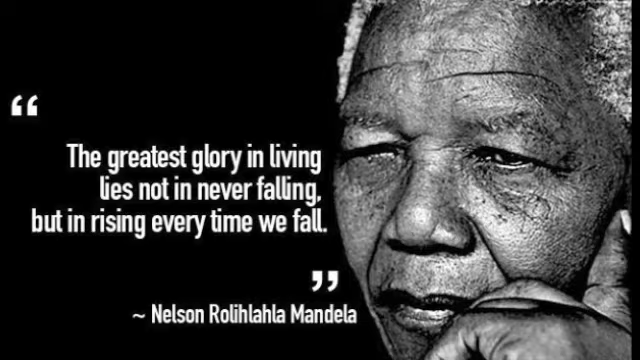 “
The greatest glory in living
lies not in never falling,
but in rising every time we fall.
”
~ Nelson Rolihlahla Mandela